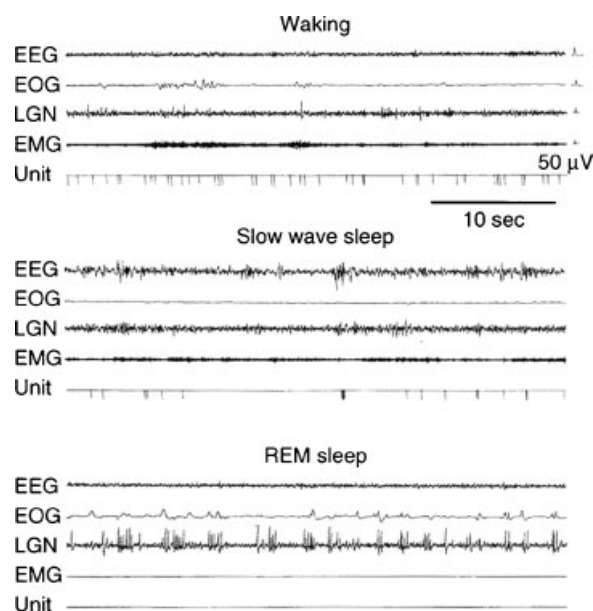 Waking
EEG
EOG
LGN
EMG
Unit
50 µV
10 sec
Slow wave sleep
EEG
EOG
LGN
EMG
Unit
REM sleep
EEG
EOG
LGN
EMG
Unit